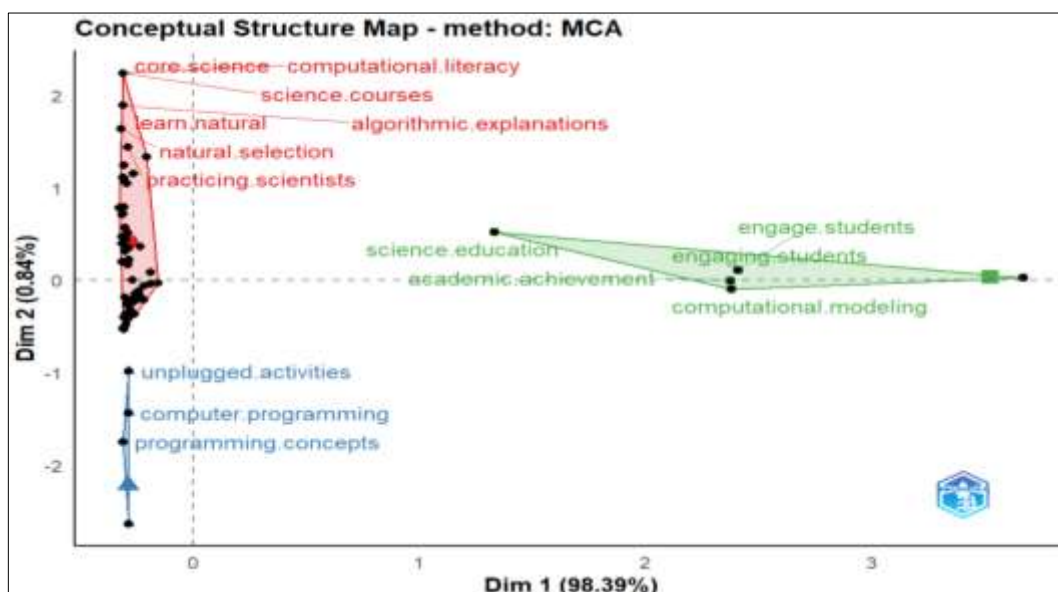 Conceptual Structure Map - method: MCA
core.science computational.literacy
science.courses
learn.natural algorithmic.explanations
natural.selection
practicing.scientists
engage.students
science.education engaging.students
academic.achievement
computational.modeling
unplugged.activities
computer.programming
programming.concepts
2
1
0
-1
-2
Dim 2 (0.84%)
0 1 2 3
Dim 1 (98.39%)